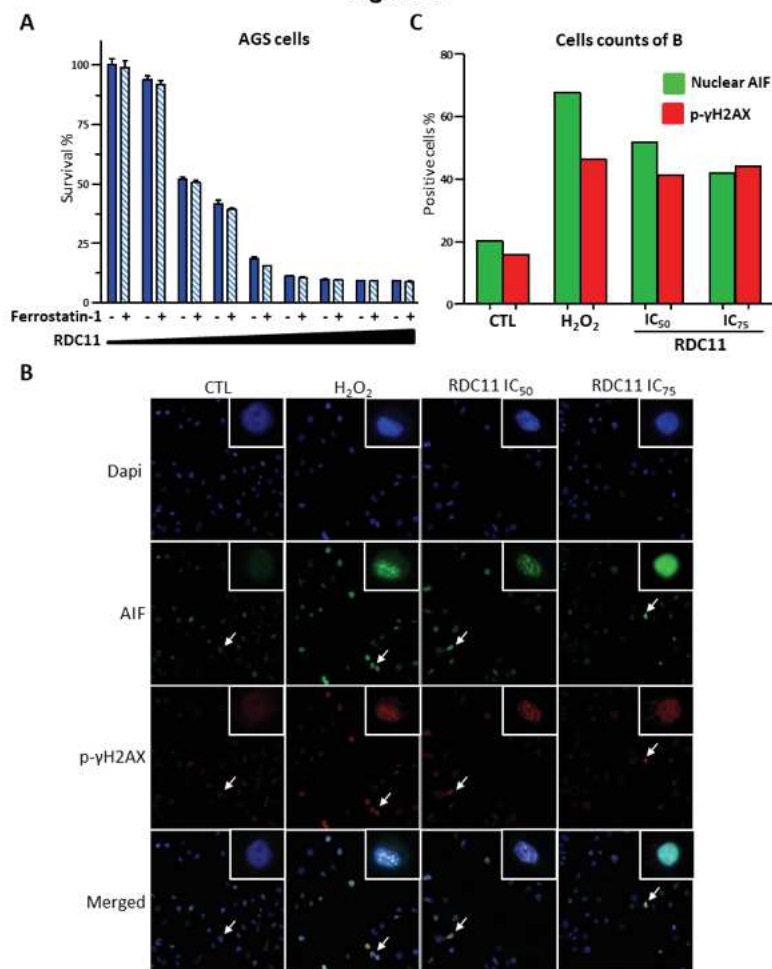 A
AGS cells
Survival %
100
75
50
25
0
Ferrostatin-1 - + - + - + - + - + - + - + - + - +
RDC11
C
Cells counts of B
Nuclear AIF
p-γH2AX
Positive cells %
80
60
40
20
0
CTL H₂O₂ IC₅₀ IC₇₅
RDC11
B
CTL H₂O₂ RDC11 IC₅₀ RDC11 IC₇₅
Dapi
AIF
p-γH2AX
Merged